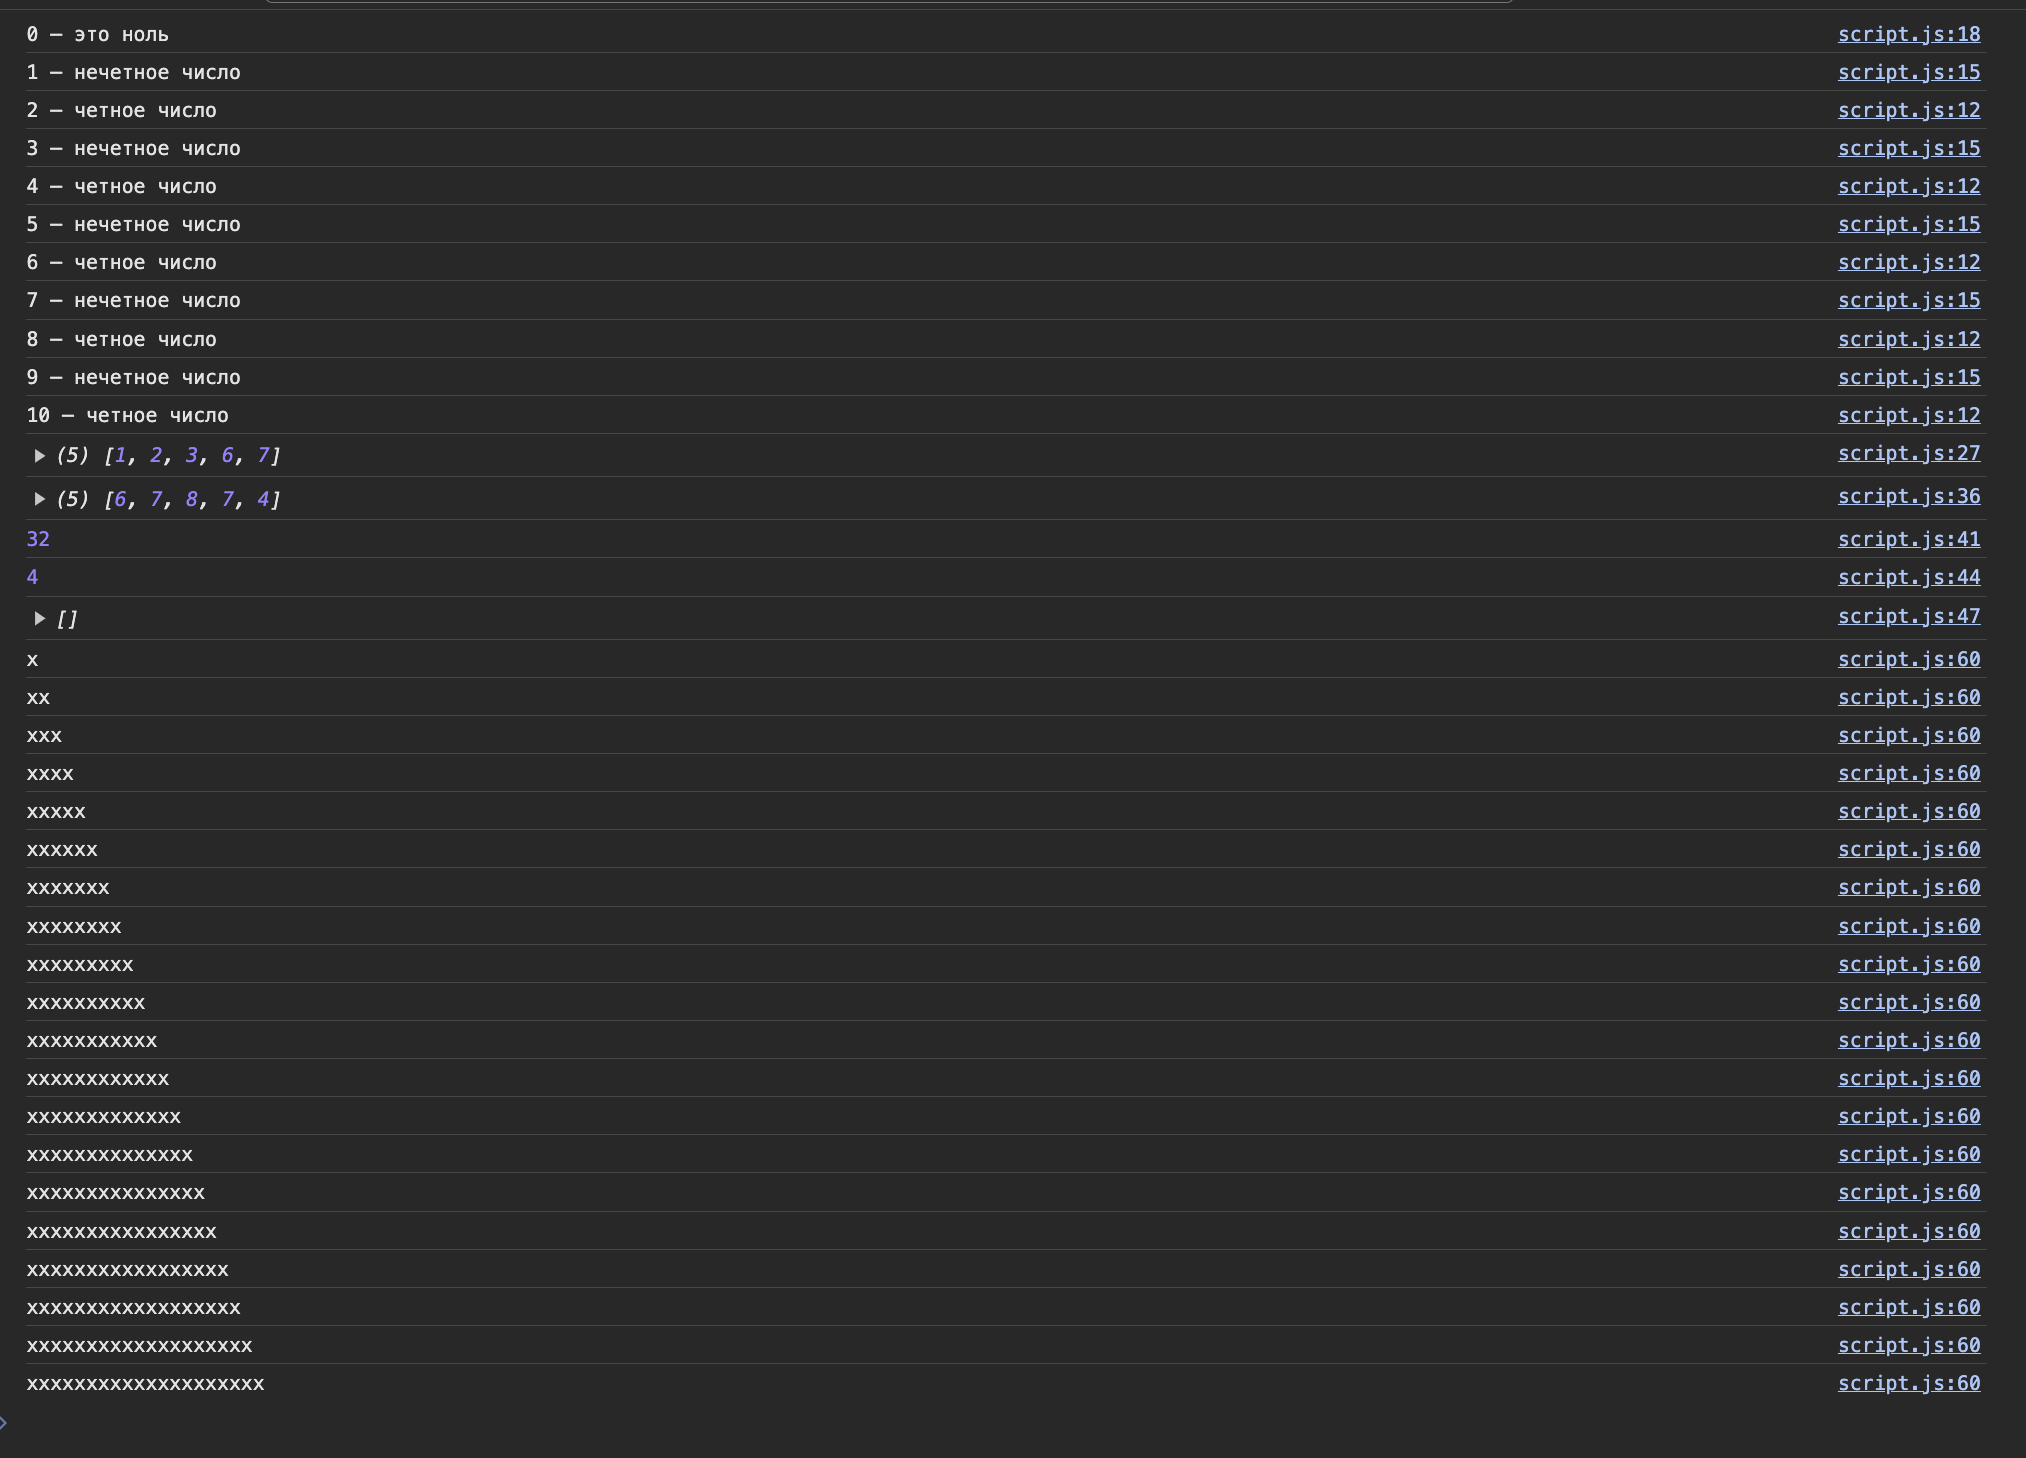 0 — это ноль script.js:18
1 — нечетное число script.js:15
2 — четное число script.js:12
3 — нечетное число script.js:15
4 — четное число script.js:12
5 — нечетное число script.js:15
6 — четное число script.js:12
7 — нечетное число script.js:15
8 — четное число script.js:12
9 — нечетное число script.js:15
10 — четное число script.js:12
(5) [1, 2, 3, 6, 7] script.js:27
(5) [6, 7, 8, 7, 4] script.js:36
32 script.js:41
4 script.js:44
[] script.js:47
x script.js:60
xx script.js:60
xxx script.js:60
xxxx script.js:60
xxxxx script.js:60
xxxxxx script.js:60
xxxxxxx script.js:60
xxxxxxxx script.js:60
xxxxxxxxx script.js:60
xxxxxxxxxx script.js:60
xxxxxxxxxxx script.js:60
xxxxxxxxxxxx script.js:60
xxxxxxxxxxxxx script.js:60
xxxxxxxxxxxxxx script.js:60
xxxxxxxxxxxxxxx script.js:60
xxxxxxxxxxxxxxxx script.js:60
xxxxxxxxxxxxxxxxx script.js:60
xxxxxxxxxxxxxxxxxx script.js:60
xxxxxxxxxxxxxxxxxxx script.js:60
xxxxxxxxxxxxxxxxxxxx script.js:60